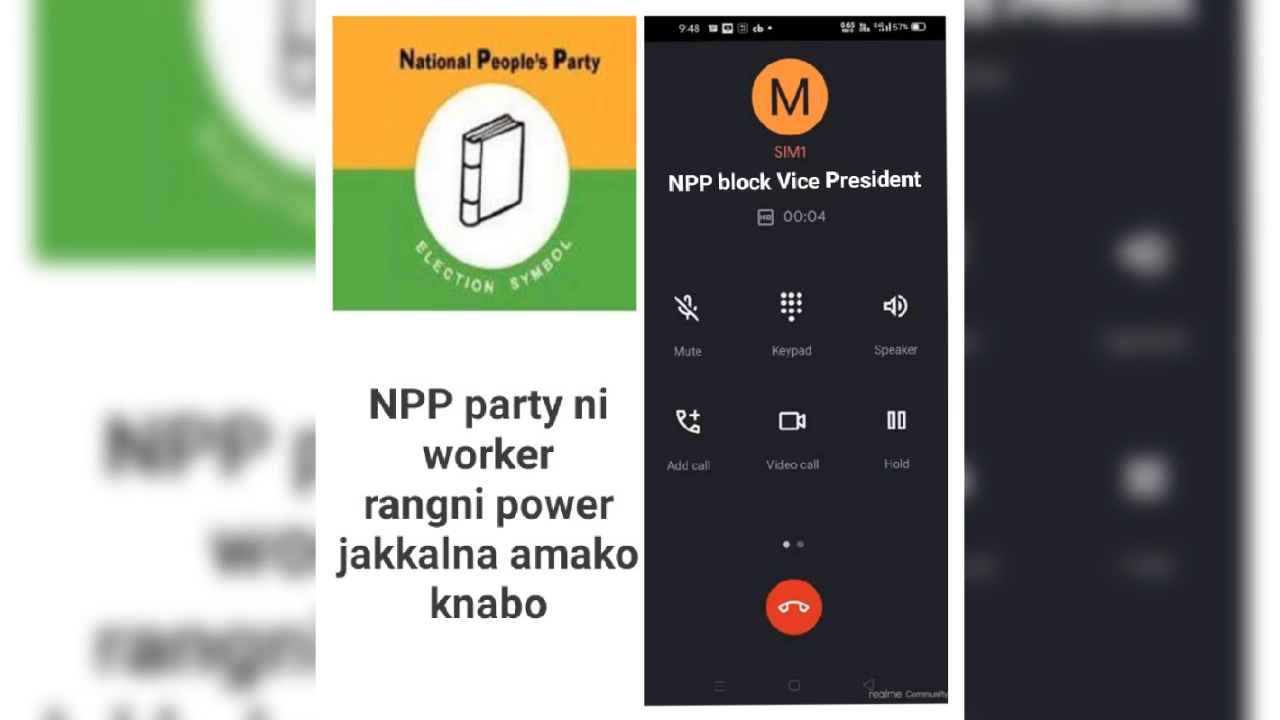 National People's Party
ELECTION SYMBOL
NPP party ni
worker
rangni power
jakkalna amako
knabo
9:48
cb
57%
M
SIM1
NPP block Vice President
HD 00:04
Mute
Keypad
Speaker
Add call
Video call
Hold
realme Community